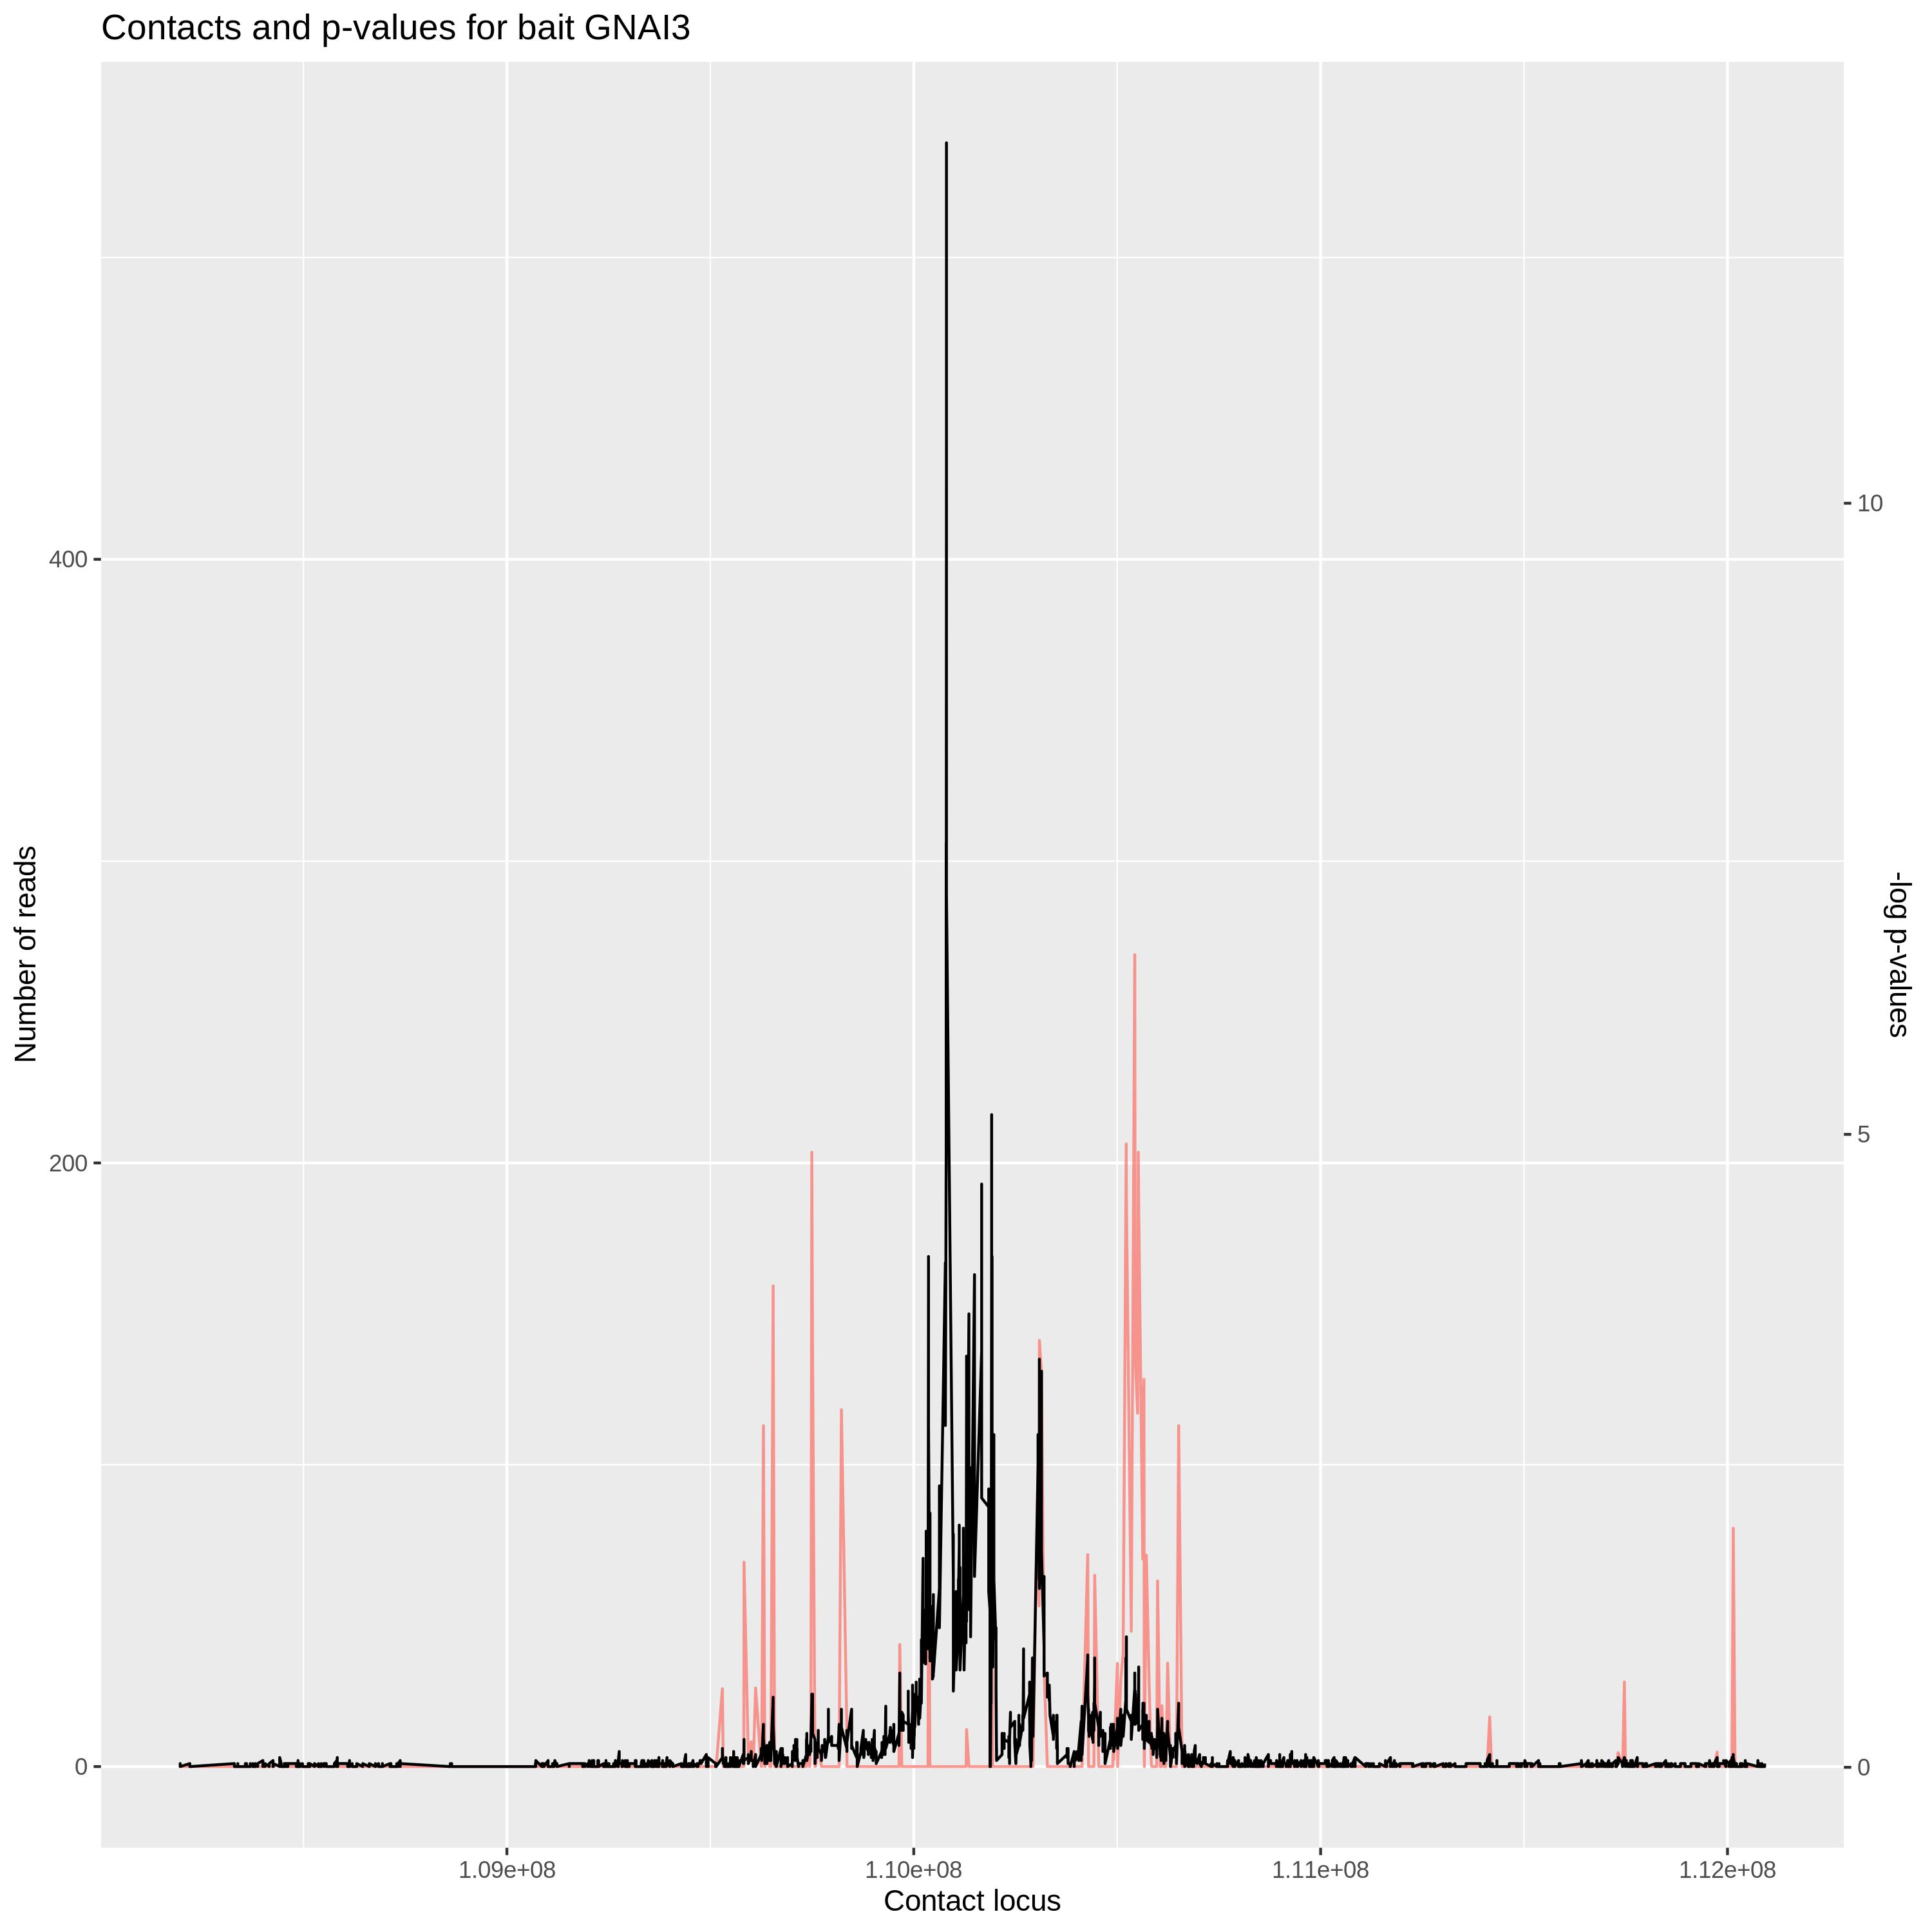 Contacts and p-values for bait GNAI3
Number of reads
400
200
0
10
5
0
-log p-values
1.09e+08
1.10e+08
1.11e+08
1.12e+08
Contact locus